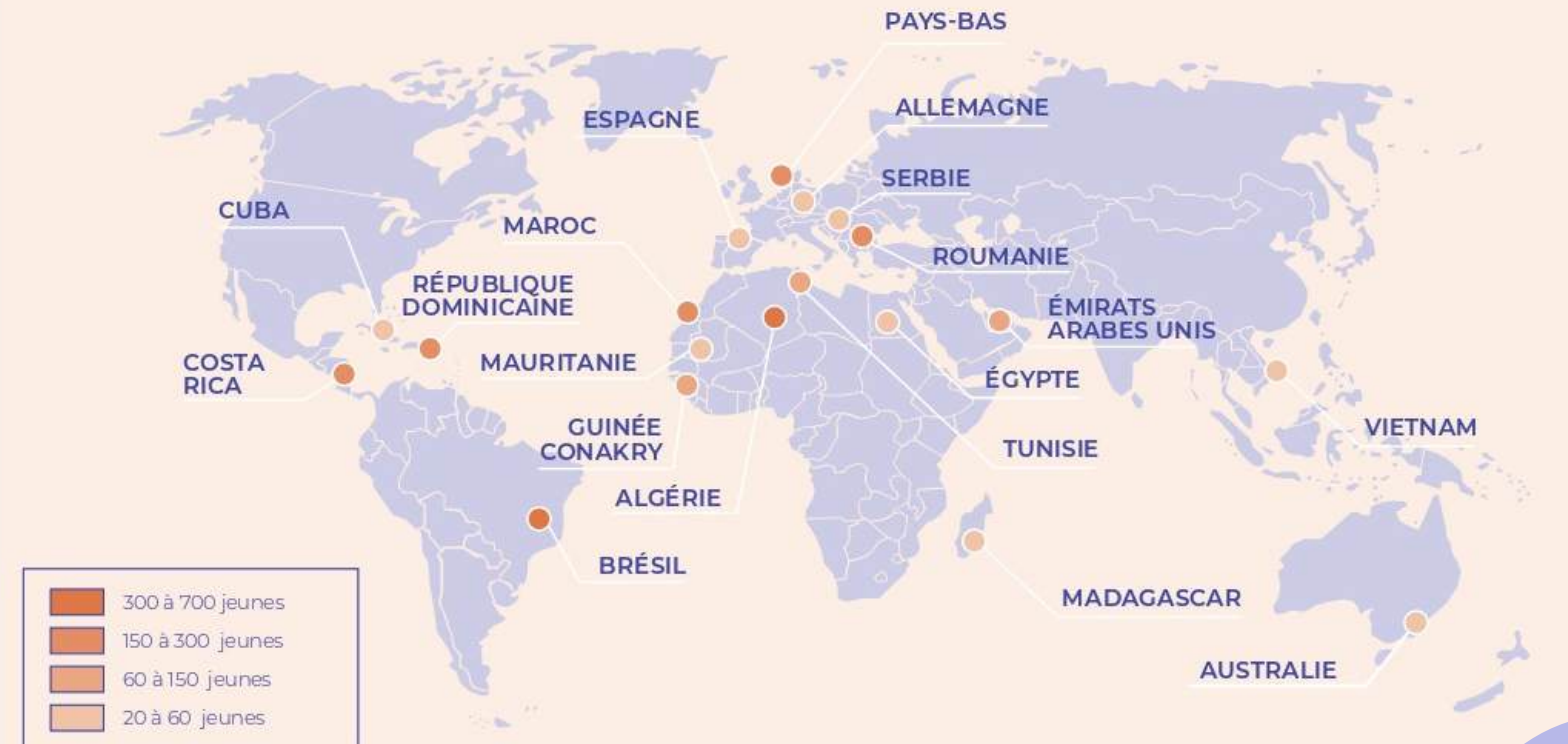 PAYS-BAS
ALLEMAGNE
ESPAGNE
SERBIE
CUBA
MAROC
ROUMANIE
RÉPUBLIQUE
DOMINICAINE
ÉMIRATS
ARABES UNIS
COSTA
RICA
MAURITANIE
ÉGYPTE
GUINÉE
CONAKRY
VIETNAM
TUNISIE
ALGÉRIE
BRÉSIL
MADAGASCAR
AUSTRALIE
300 à 700 jeunes
150 à 300 jeunes
60 à 150 jeunes
20 à 60 jeunes